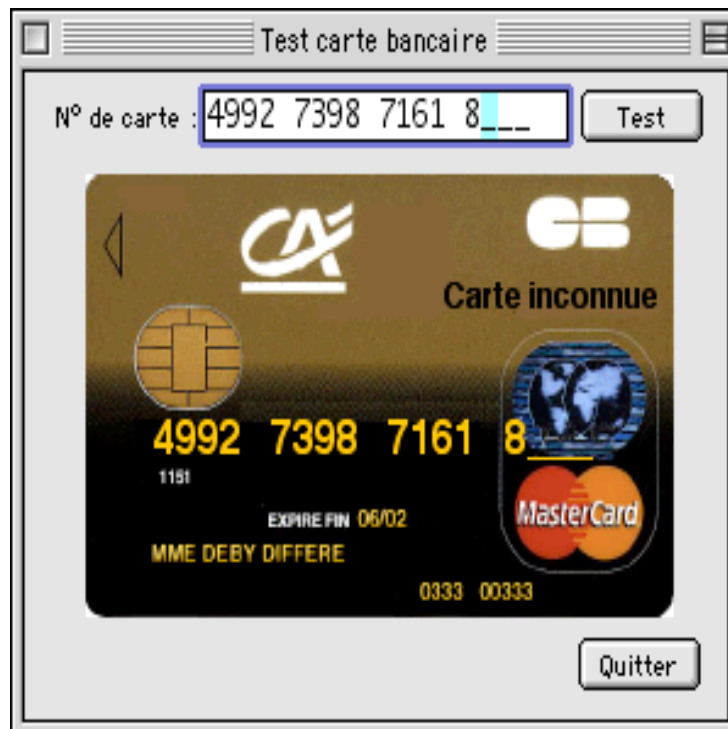 Test carte bancaire
N° de carte : 4992 7398 7161 8___ Test
CA CB
Carte inconnue
4992 7398 7161 8___
1151
EXPIRE FIN 06/02
MasterCard
MME DEBY DIFFERE
0333 00333
Quitter